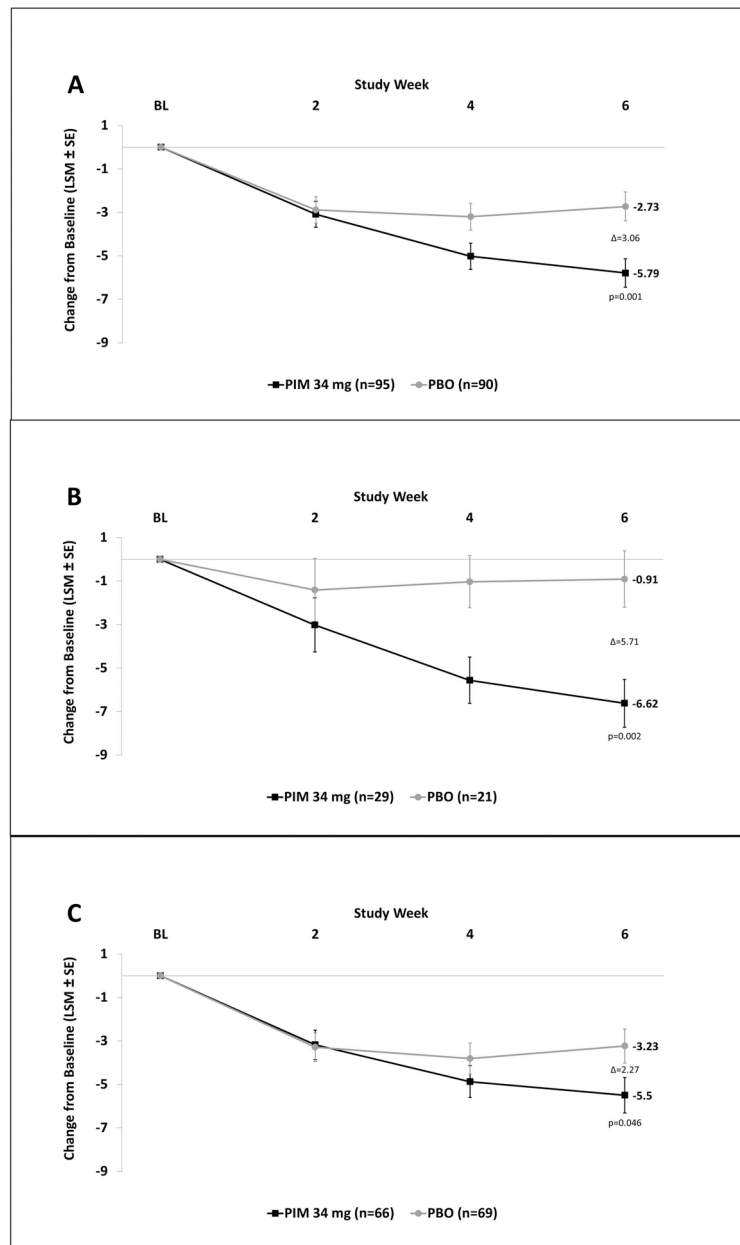 A
Study Week
BL 2 4 6
1
-1
-3
-5
-7
-9
Change from Baseline (LSM ± SE)
-2.73
Δ=3.06
-5.79
p=0.001
PIM 34 mg (n=95) PBO (n=90)
B
Study Week
BL 2 4 6
1
-1
-3
-5
-7
-9
Change from Baseline (LSM ± SE)
-0.91
Δ=5.71
-6.62
p=0.002
PIM 34 mg (n=29) PBO (n=21)
C
Study Week
BL 2 4 6
1
-1
-3
-5
-7
-9
Change from Baseline (LSM ± SE)
-3.23
Δ=2.27
-5.5
p=0.046
PIM 34 mg (n=66) PBO (n=69)